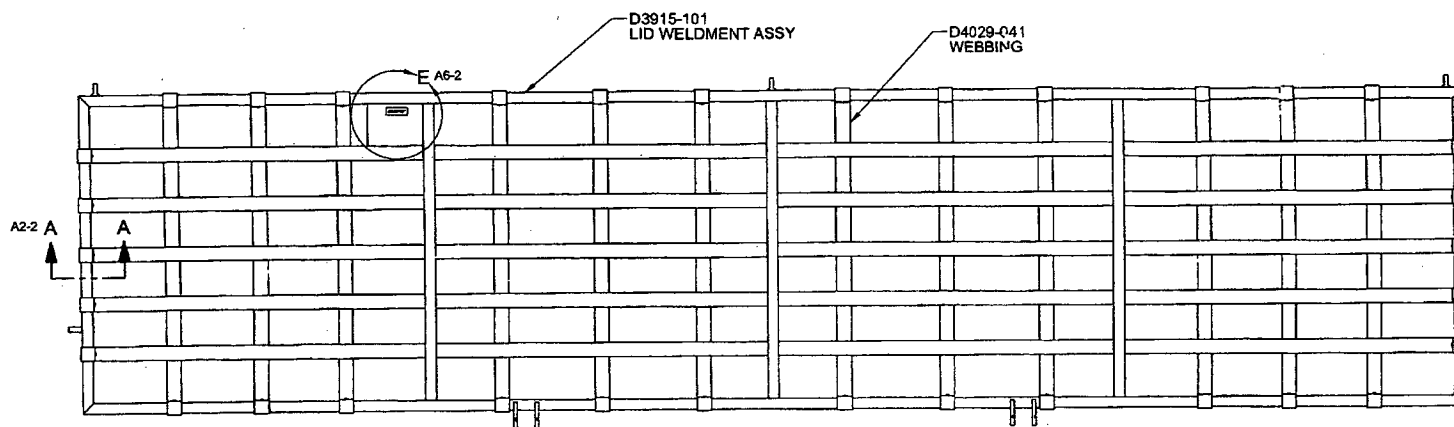 D3915-101
LID WELDMENT ASSY
D4029-041
WEBBING
E A6-2
A2-2 A A